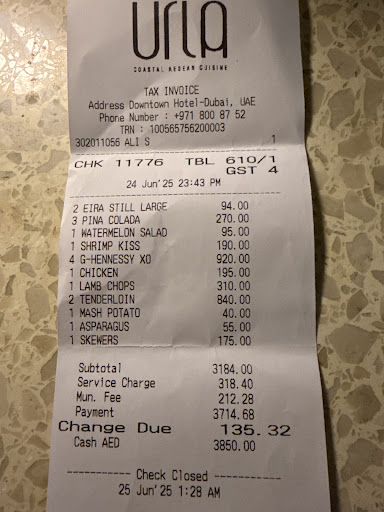 urla
COASTAL AEGEAN CUISINE
TAX INVOICE
Address Downtown Hotel-Dubai, UAE
Phone Number : +971 800 87 52
TRN : 100565756200003
302011056 ALI S 1
CHK 11776 TBL 610/1
GST 4
24 Jun'25 23:43 PM
2 EIRA STILL LARGE 94.00
3 PINA COLADA 270.00
1 WATERMELON SALAD 95.00
1 SHRIMP KISS 190.00
4 G-HENNESSY XO 920.00
1 CHICKEN 195.00
1 LAMB CHOPS 310.00
2 TENDERLOIN 840.00
1 MASH POTATO 40.00
1 ASPARAGUS 55.00
1 SKEWERS 175.00
Subtotal 3184.00
Service Charge 318.40
Mun. Fee 212.28
Payment 3714.68
Change Due 135.32
Cash AED 3850.00
----------- Check Closed -----------
25 Jun'25 1:28 AM